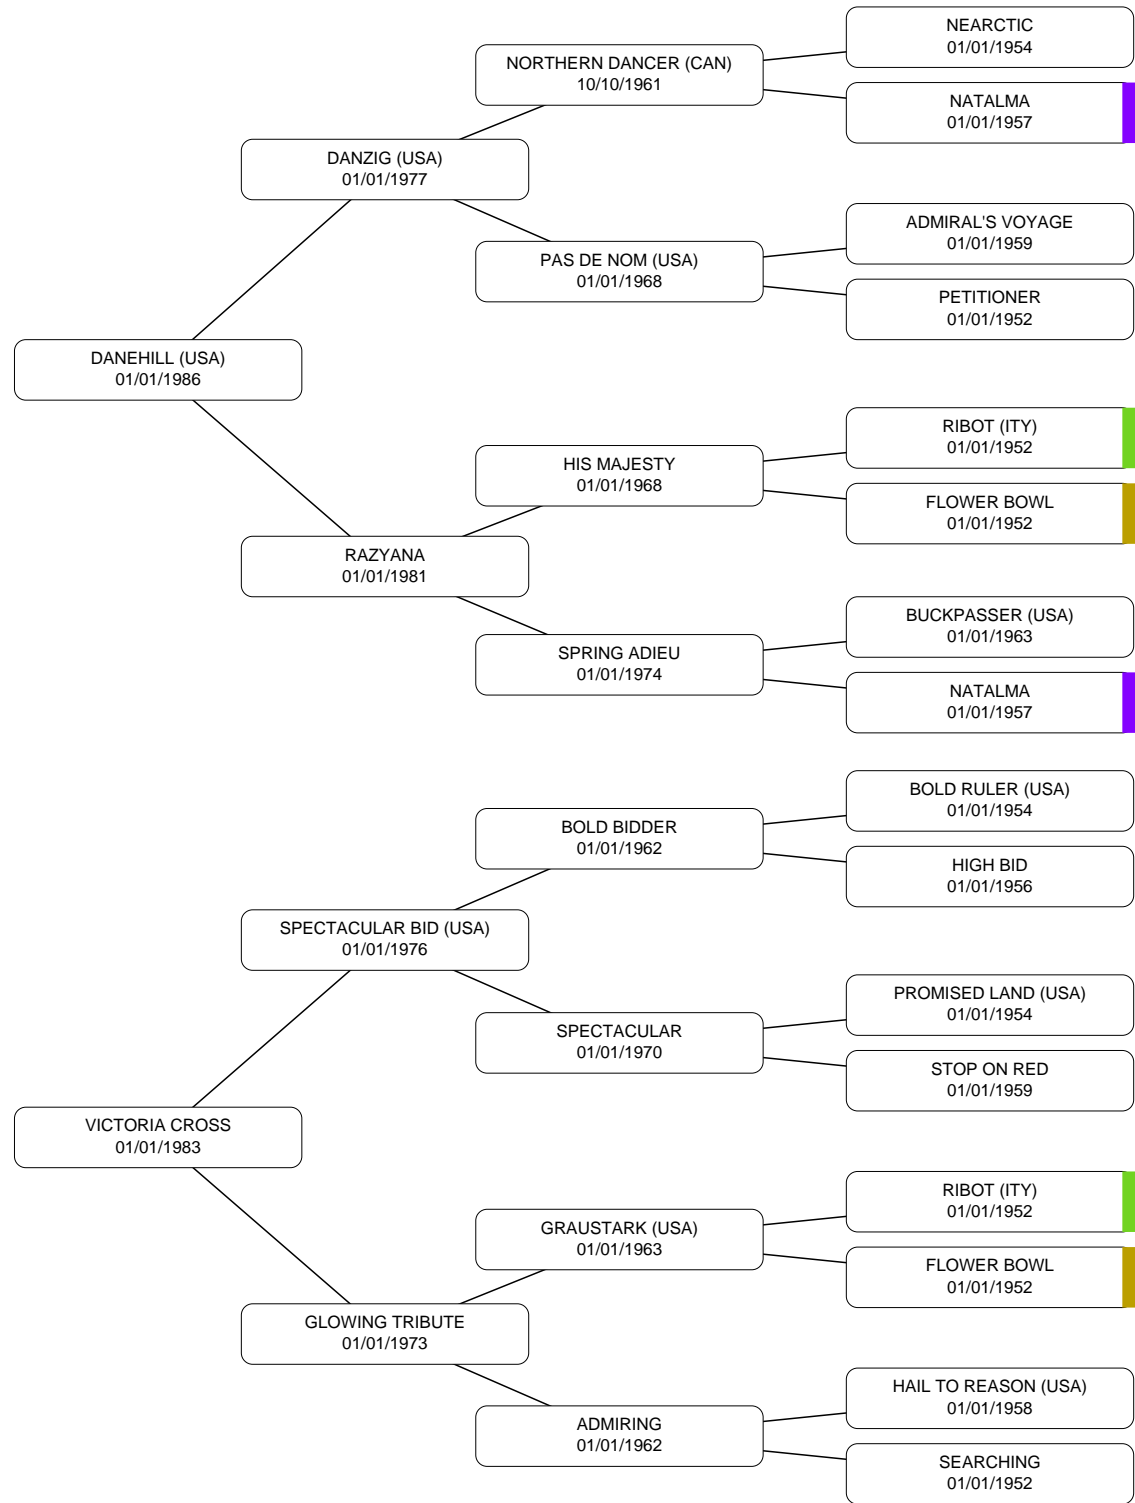 NEARCTIC
01/01/1954
NORTHERN DANCER (CAN)
10/10/1961
NATALMA
01/01/1957
DANZIG (USA)
01/01/1977
ADMIRAL'S VOYAGE
01/01/1959
PAS DE NOM (USA)
01/01/1968
PETITIONER
01/01/1952
DANEHILL (USA)
01/01/1986
RIBOT (ITY)
01/01/1952
HIS MAJESTY
01/01/1968
FLOWER BOWL
01/01/1952
RAZYANA
01/01/1981
BUCKPASSER (USA)
01/01/1963
SPRING ADIEU
01/01/1974
NATALMA
01/01/1957
BOLD RULER (USA)
01/01/1954
BOLD BIDDER
01/01/1962
HIGH BID
01/01/1956
SPECTACULAR BID (USA)
01/01/1976
PROMISED LAND (USA)
01/01/1954
SPECTACULAR
01/01/1970
STOP ON RED
01/01/1959
VICTORIA CROSS
01/01/1983
RIBOT (ITY)
01/01/1952
GRAUSTARK (USA)
01/01/1963
FLOWER BOWL
01/01/1952
GLOWING TRIBUTE
01/01/1973
HAIL TO REASON (USA)
01/01/1958
ADMIRING
01/01/1962
SEARCHING
01/01/1952